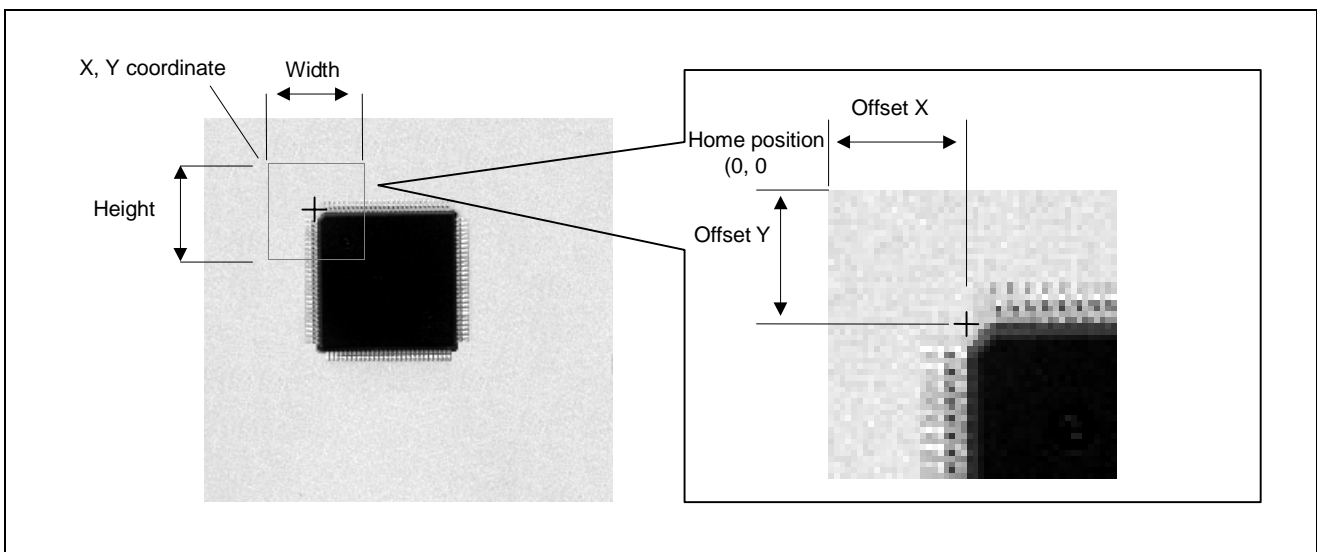 X, Y coordinate
Width
Height
Offset X
Home position
(0, 0
Offset Y